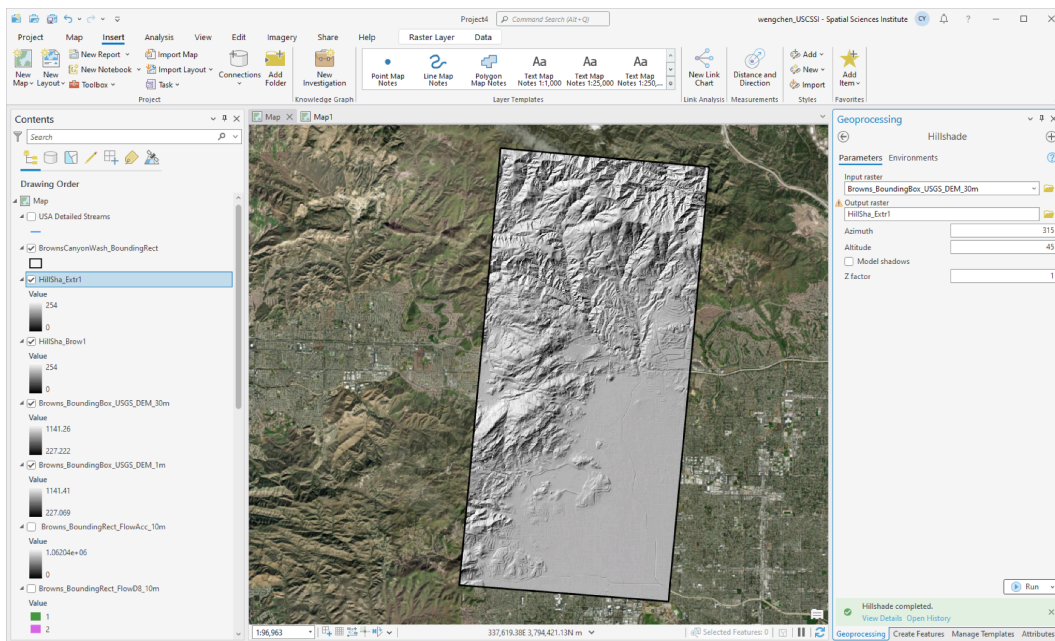 Project4
Command Search (Alt+Q)
wengchen_USCSSI - Spatial Sciences Institute
CY
Project Map Insert Analysis View Edit Imagery Share Help Raster Layer Data
New Map
New Layout
New Report
New Notebook
Toolbox
Import Map
Import Layout
Task
Connections
Add Folder
Project
New Investigation
Knowledge Graph
Point Map Notes
Line Map Notes
Polygon Map Notes
Text Map Notes 1:1,000
Text Map Notes 1:25,000
Text Map Notes 1:250,...
Layer Templates
New Link Chart
Link Analysis
Distance and Direction
Measurements
Add
New
Import
Styles
Add Item
Favorites
Contents
Search
Drawing Order
Map
USA Detailed Streams
BrownsCanyonWash_BoundingRect
HillSha_Extr1
Value
254
0
HillSha_Brow1
Value
254
0
Browns_BoundingBox_USGS_DEM_30m
Value
1141.26
227.222
Browns_BoundingBox_USGS_DEM_1m
Value
1141.41
227.069
Browns_BoundingRect_FlowAcc_10m
Value
1.06204e+06
0
Browns_BoundingRect_FlowD8_10m
Value
1
2
Map
Map1
1:96,963
337,619.38E 3,794,421.13N m
Selected Features: 0
Geoprocessing
Hillshade
Parameters Environments
Input raster
Browns_BoundingBox_USGS_DEM_30m
Output raster
HillSha_Extr1
Azimuth 315
Altitude 45
Model shadows
Z factor 1
Run
Hillshade completed.
View Details Open History
Geoprocessing Create Features Manage Templates Attributes